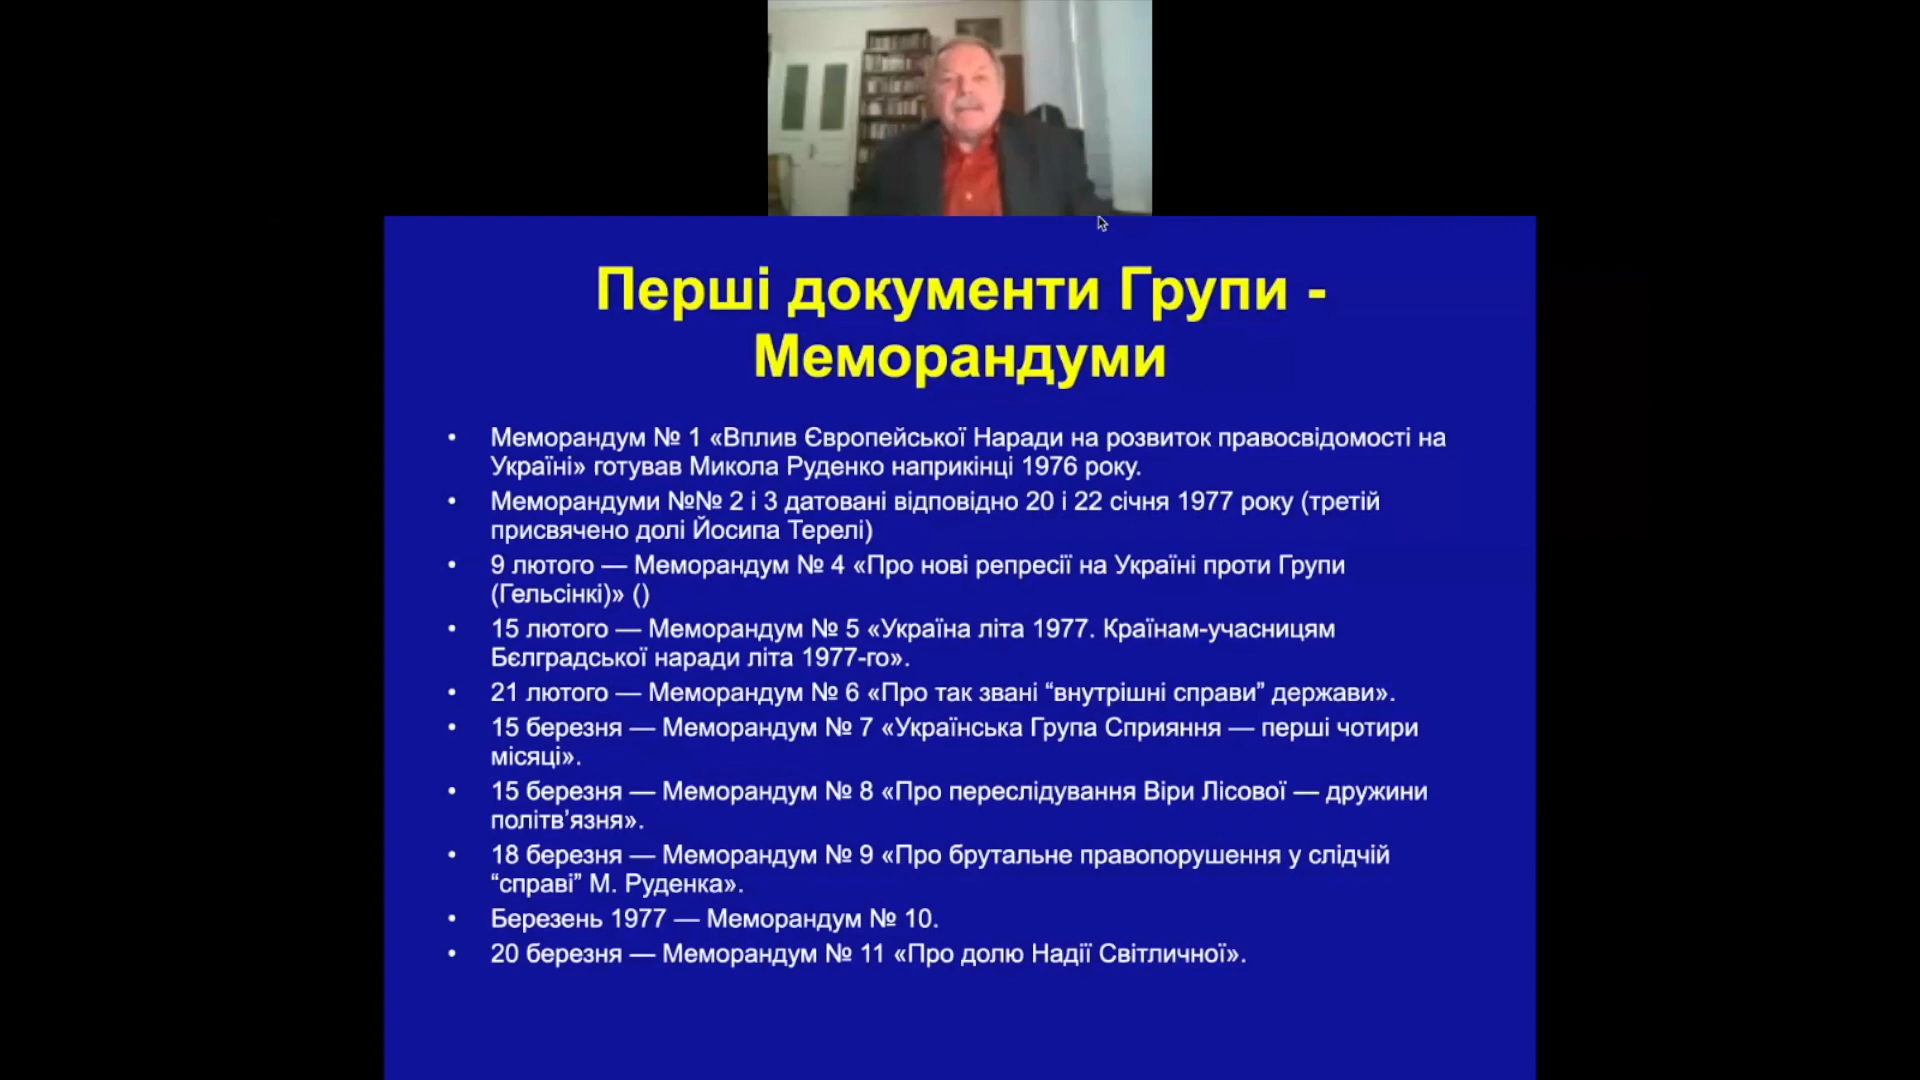 Перші документи Групи -
Меморандуми
• Меморандум № 1 «Вплив Європейської Наради на розвиток правосвідомості на
Україні» готував Микола Руденко наприкінці 1976 року.
• Меморандуми №№ 2 і 3 датовані відповідно 20 і 22 січня 1977 року (третій
присвячено долі Йосипа Терелі)
• 9 лютого — Меморандум № 4 «Про нові репресії на Україні проти Групи
(Гельсінкі)» ()
• 15 лютого — Меморандум № 5 «Україна літа 1977. Країнам-учасницям
Бєлградської наради літа 1977-го».
• 21 лютого — Меморандум № 6 «Про так звані “внутрішні справи” держави».
• 15 березня — Меморандум № 7 «Українська Група Сприяння — перші чотири
місяці».
• 15 березня — Меморандум № 8 «Про переслідування Віри Лісової — дружини
політв’язня».
• 18 березня — Меморандум № 9 «Про брутальне правопорушення у слідчій
“справі” М. Руденка».
• Березень 1977 — Меморандум № 10.
• 20 березня — Меморандум № 11 «Про долю Надії Світличної».